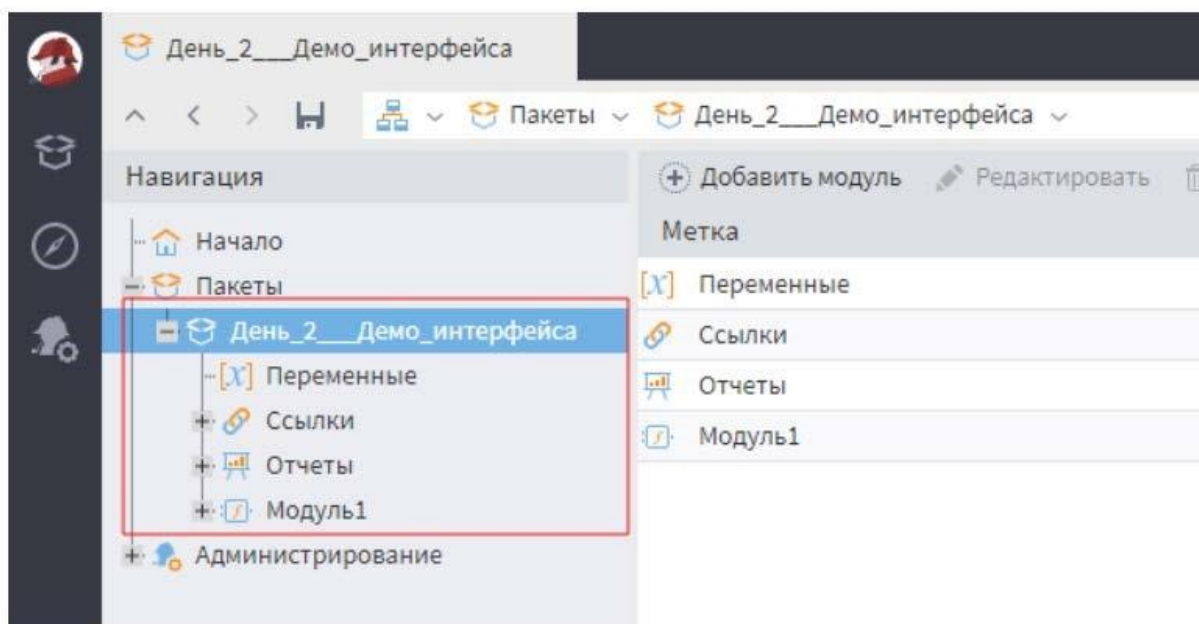 День_2___Демо_интерфейса
Пакеты День_2___Демо_интерфейса
Навигация
Добавить модуль Редактировать
Метка
Начало
Пакеты
День_2___Демо_интерфейса
[X] Переменные
Ссылки
Отчеты
Модуль1
Администрирование
[X] Переменные
Ссылки
Отчеты
Модуль1